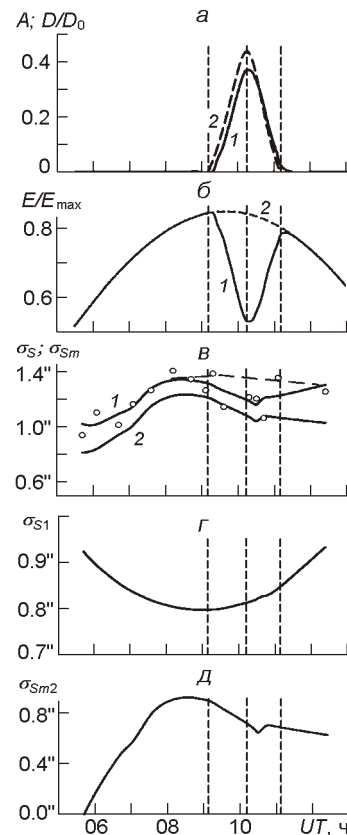 A; D/D₀
а
0.4
0.2
0
2
1
E/Eₘₐₓ
б
0.8
0.6
2
1
σ_S; σ_Sm
в
1.4"
1.0"
0.6"
1
2
σ_S1
г
0.9"
0.8"
0.7"
σ_Sm2
д
0.8"
0.4"
0.0"
06
08
10
UT, ч